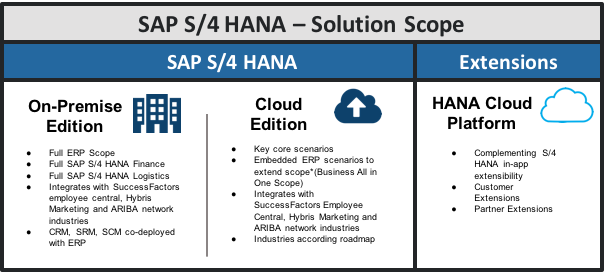 SAP S/4 HANA – Solution Scope
SAP S/4 HANA
Extensions
On-Premise
Edition
● Full ERP Scope
● Full SAP S/4 HANA Finance
● Full SAP S/4 HANA Logistics
● Integrates with SuccessFactors
employee central, Hybris
Marketing and ARIBA network
industries
● CRM, SRM, SCM co-deployed
with ERP
Cloud
Edition
● Key core scenarios
● Embedded ERP scenarios to
extend scope*(Business All in
One Scope)
● Integrates with
SuccessFactors Employee
Central, Hybris Marketing and
ARIBA network industries
● Industries according roadmap
HANA Cloud
Platform
● Complementing S/4
HANA in-app
extensibility
● Customer
Extensions
● Partner Extensions